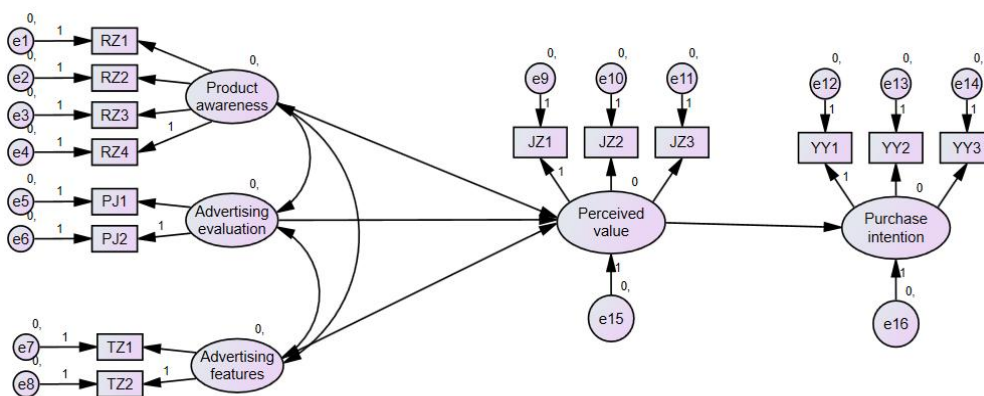 0,
e1 1 RZ1
0,
e2 1 RZ2
0,
e3 1 RZ3
0,
e4 1 RZ4
1
0,
Product
awareness
0,
e5 1 PJ1
0,
e6 1 PJ2
1
0,
Advertising
evaluation
0,
e7 1 TZ1
0,
e8 1 TZ2
1
0,
Advertising
features
0, 0, 0,
e9 e10 e11
1 1 1
JZ1 JZ2 JZ3
1
0
Perceived
value
1
0,
e15
0, 0, 0,
e12 e13 e14
1 1 1
YY1 YY2 YY3
1
0
Purchase
intention
1
0,
e16